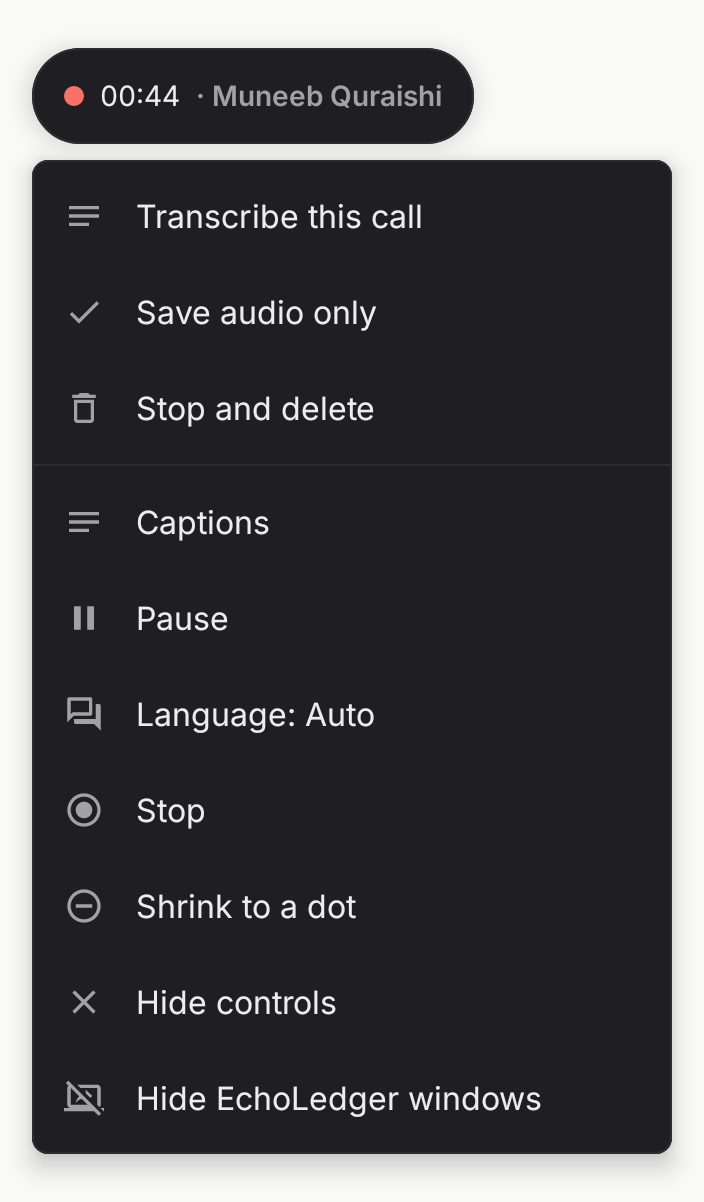 00:44 · Muneeb Quraishi
Transcribe this call
Save audio only
Stop and delete
Captions
Pause
Language: Auto
Stop
Shrink to a dot
Hide controls
Hide EchoLedger windows